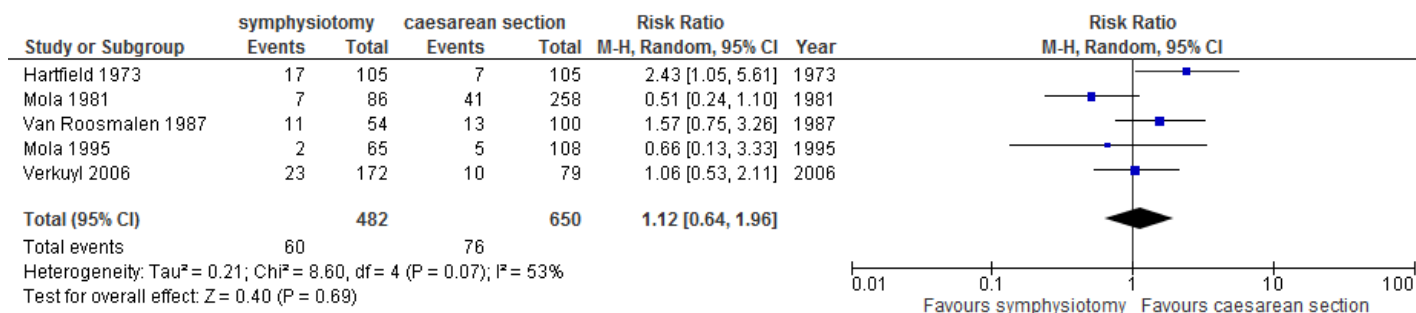 symphysiotomy caesarean section Risk Ratio Risk Ratio
Study or Subgroup Events Total Events Total M-H, Random, 95% CI Year M-H, Random, 95% CI
Hartfield 1973 17 105 7 105 2.43 [1.05, 5.61] 1973
Mola 1981 7 86 41 258 0.51 [0.24, 1.10] 1981
Van Roosmalen 1987 11 54 13 100 1.57 [0.75, 3.26] 1987
Mola 1995 2 65 5 108 0.66 [0.13, 3.33] 1995
Verkuyl 2006 23 172 10 79 1.06 [0.53, 2.11] 2006
Total (95% CI) 482 650 1.12 [0.64, 1.96]
Total events 60 76
Heterogeneity: Tau² = 0.21; Chi² = 8.60, df = 4 (P = 0.07); I² = 53%
Test for overall effect: Z = 0.40 (P = 0.69)
0.01 0.1 1 10 100
Favours symphysiotomy Favours caesarean section